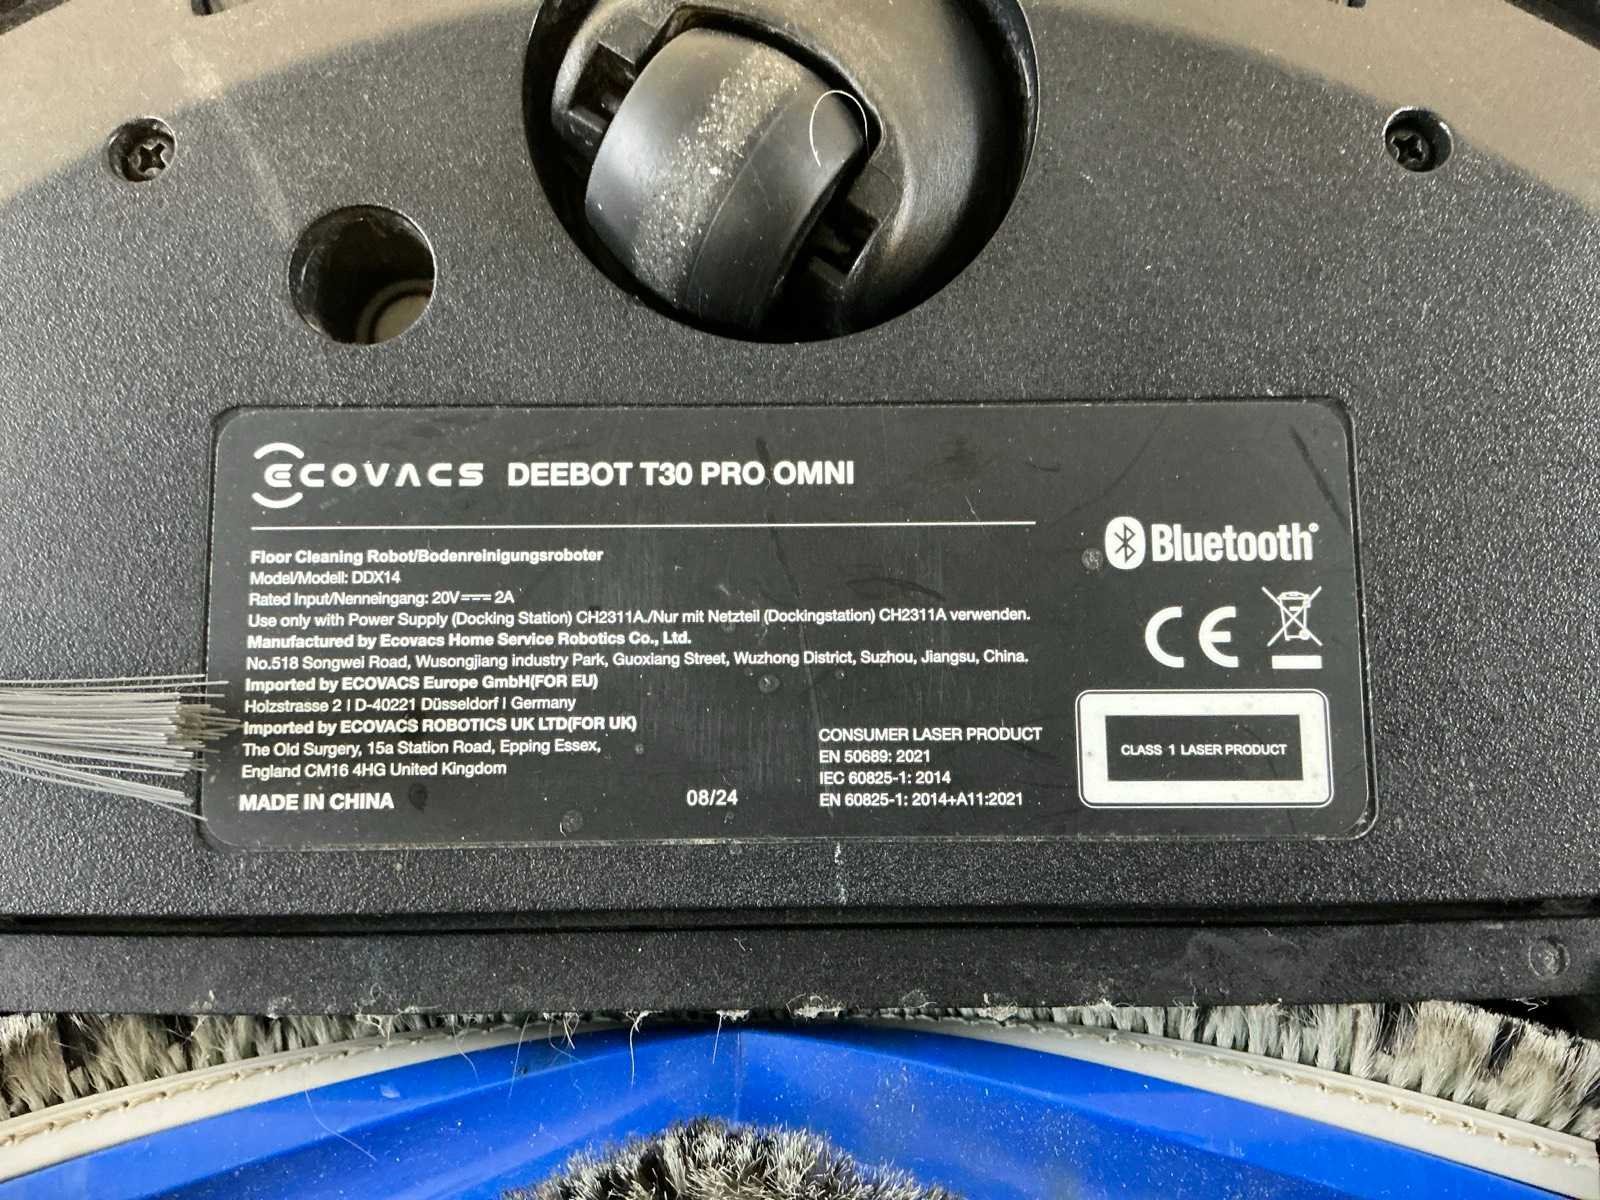 ECOVACS DEEBOT T30 PRO OMNI
Floor Cleaning Robot/Bodenreinigungsroboter
Model/Modell: DDX14
Rated Input/Nenneingang: 20V⎓2A
Use only with Power Supply (Docking Station) CH2311A./Nur mit Netzteil (Dockingstation) CH2311A verwenden.
Manufactured by Ecovacs Home Service Robotics Co., Ltd.
No.518 Songwei Road, Wusongjiang industry Park, Guoxiang Street, Wuzhong District, Suzhou, Jiangsu, China.
Imported by ECOVACS Europe GmbH(FOR EU)
Holzstrasse 2 I D-40221 Düsseldorf I Germany
Imported by ECOVACS ROBOTICS UK LTD(FOR UK)
The Old Surgery, 15a Station Road, Epping Essex,
England CM16 4HG United Kingdom
MADE IN CHINA
08/24
CONSUMER LASER PRODUCT
EN 50689: 2021
IEC 60825-1: 2014
EN 60825-1: 2014+A11:2021
Bluetooth®
CE
CLASS 1 LASER PRODUCT